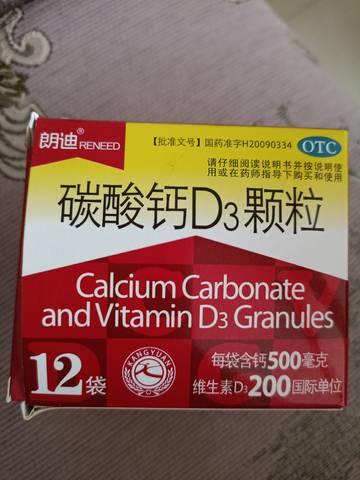 朗迪® RENEED
【批准文号】国药准字H20090334 OTC
请仔细阅读说明书并按说明使
用或在药师指导下购买和使用
碳酸钙D3颗粒
Calcium Carbonate
and Vitamin D3 Granules
12袋
KANGYUAN
每袋含钙500毫克
维生素D3 200国际单位